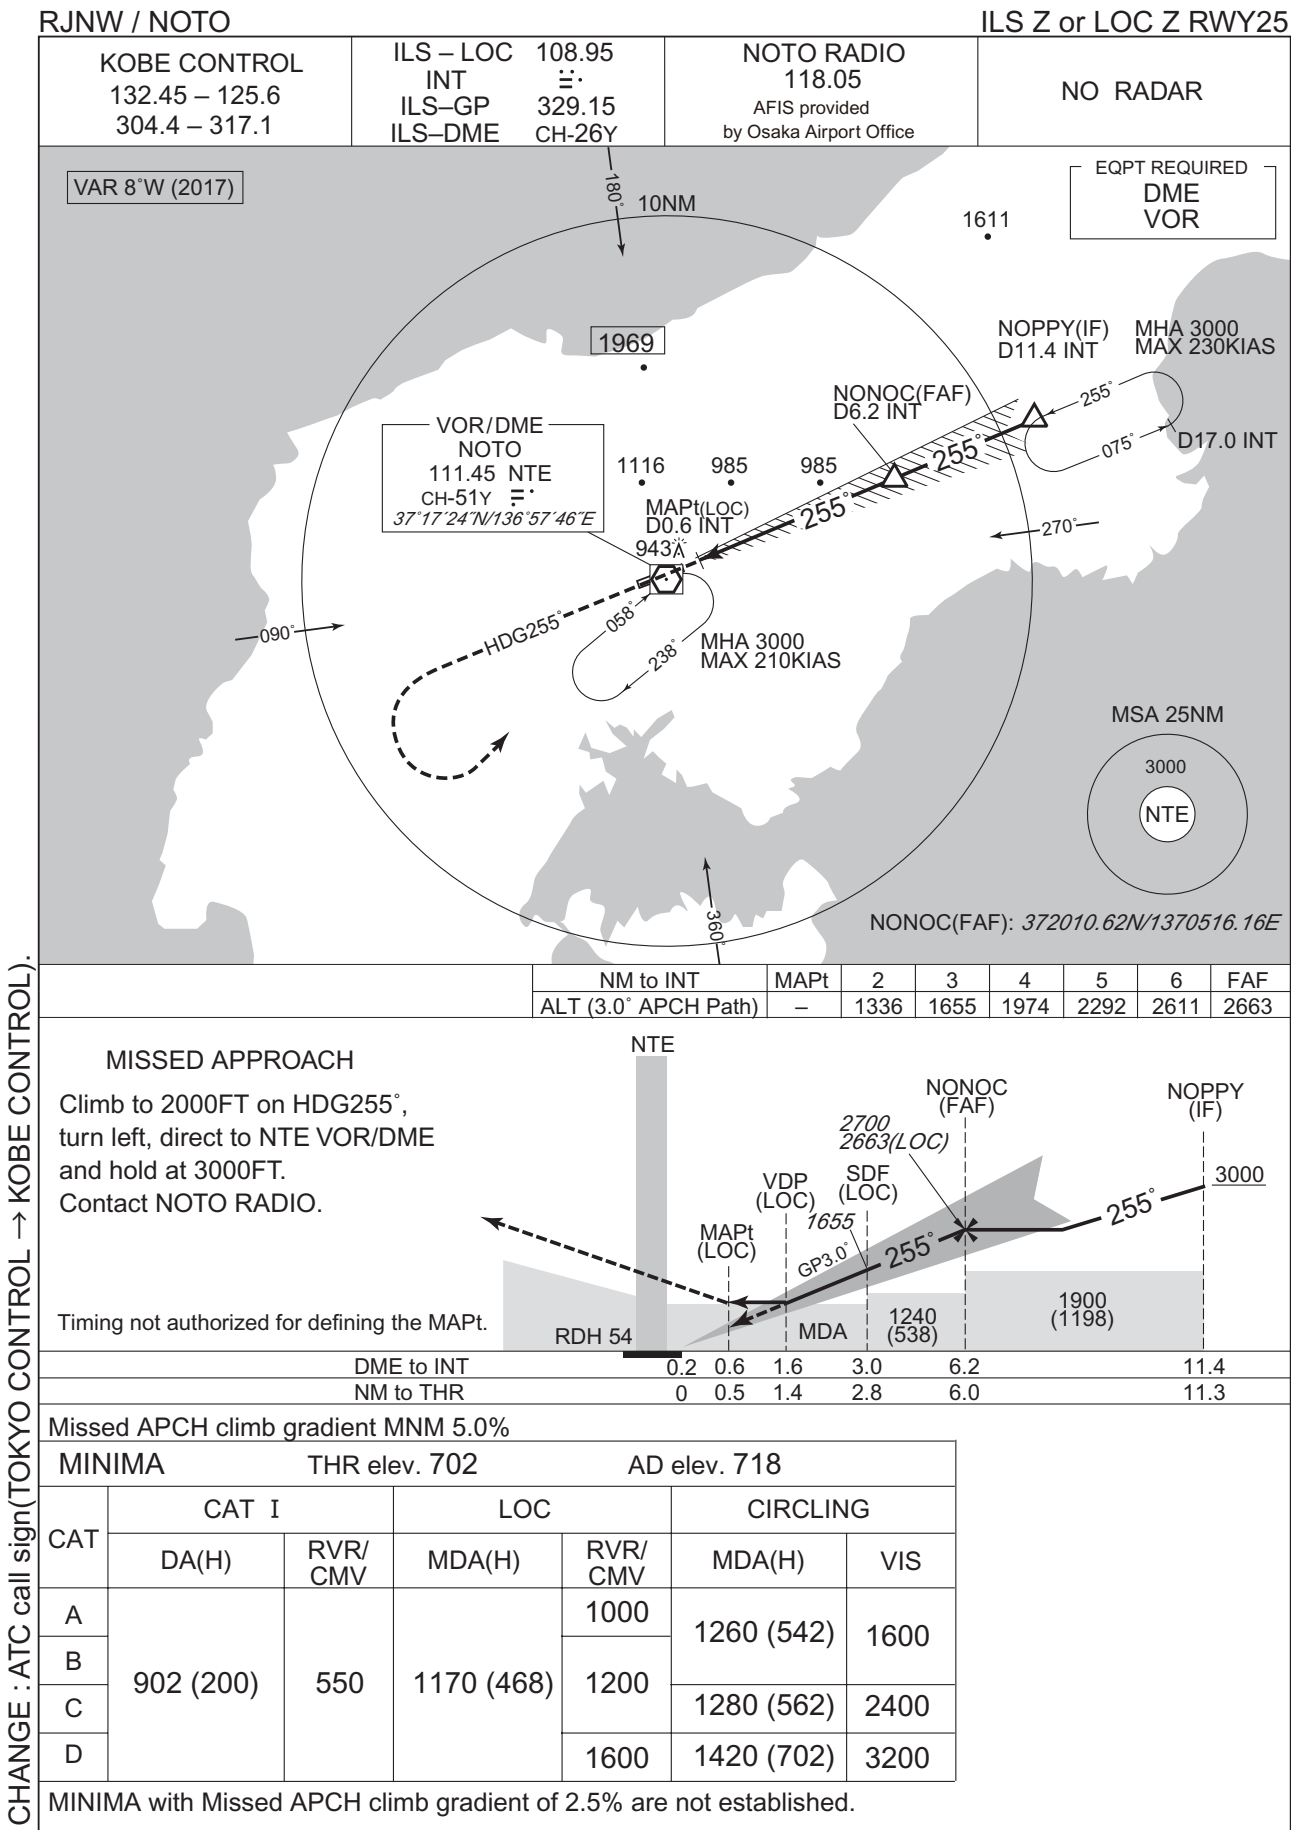 RJNW / NOTO
ILS Z or LOC Z RWY25
KOBE CONTROL
132.45 – 125.6
304.4 – 317.1
ILS – LOC 108.95
INT
ILS–GP 329.15
ILS–DME CH-26Y
NOTO RADIO
118.05
AFIS provided
by Osaka Airport Office
NO RADAR
VAR 8°W (2017)
EQPT REQUIRED
DME
VOR
180°
10NM
1611
1969
NOPPY(IF)
D11.4 INT
MHA 3000
MAX 230KIAS
NONOC(FAF)
D6.2 INT
255°
075°
D17.0 INT
VOR/DME
NOTO
111.45 NTE
CH-51Y
37°17´24˝N/136°57´46˝E
1116
985
985
255°
255°
MAPt(LOC)
D0.6 INT
943
270°
090°
HDG255°
058°
238°
MHA 3000
MAX 210KIAS
MSA 25NM
3000
NTE
360°
NONOC(FAF): 372010.62N/1370516.16E
NM to INT MAPt 2 3 4 5 6 FAF
ALT (3.0° APCH Path) – 1336 1655 1974 2292 2611 2663
MISSED APPROACH
Climb to 2000FT on HDG255°,
turn left, direct to NTE VOR/DME
and hold at 3000FT.
Contact NOTO RADIO.
Timing not authorized for defining the MAPt.
NTE
NONOC
(FAF)
NOPPY
(IF)
2700
2663(LOC)
SDF
(LOC)
VDP
(LOC)
1655
MAPt
(LOC)
3000
255°
255°
GP3.0°
RDH 54
MDA
1240
(538)
1900
(1198)
DME to INT 0.2 0.6 1.6 3.0 6.2 11.4
NM to THR 0 0.5 1.4 2.8 6.0 11.3
Missed APCH climb gradient MNM 5.0%
MINIMA THR elev. 702 AD elev. 718
CAT CAT I LOC CIRCLING
DA(H) RVR/CMV MDA(H) RVR/CMV MDA(H) VIS
A 902 (200) 550 1170 (468) 1000 1260 (542) 1600
B 1200
C 1280 (562) 2400
D 1600 1420 (702) 3200
MINIMA with Missed APCH climb gradient of 2.5% are not established.
CHANGE : ATC call sign(TOKYO CONTROL → KOBE CONTROL).